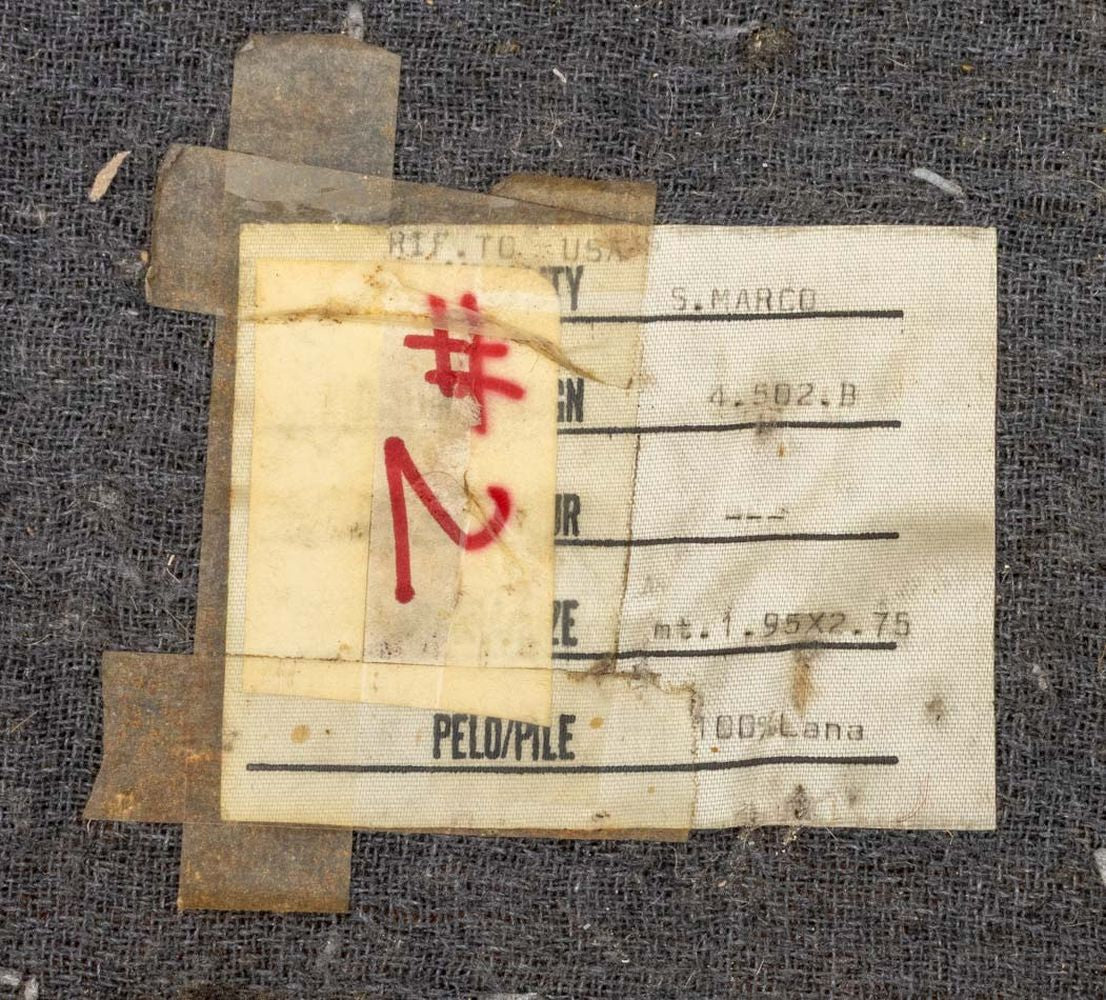 RIF.TO USA
TY S.MARCO
GN 4.502.B
UR ---
ZE mt.1.95X2.75
PELO/PILE 100%Lana
#
2